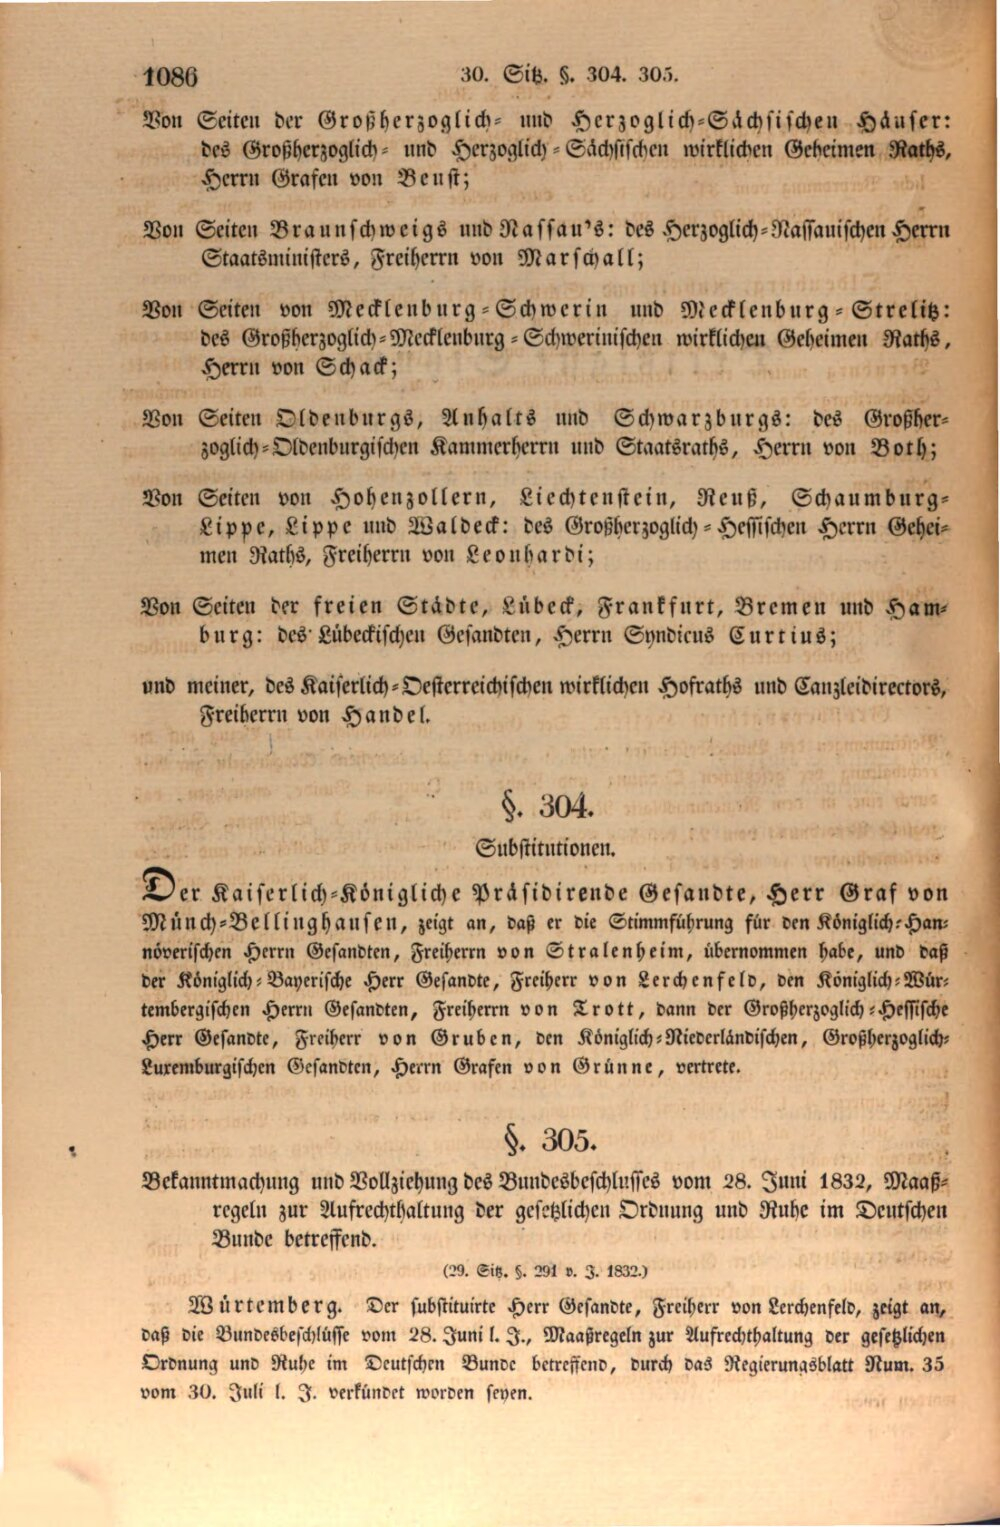 1086
30. Sitz. §. 304. 305.
Von Seiten der Großherzoglich- und Herzoglich-Sächsischen Häuser:
des Großherzoglich- und Herzoglich-Sächsischen wirklichen Geheimen Raths,
Herrn Grafen von Beust;
Von Seiten Braunschweigs und Nassau's: des Herzoglich-Nassauischen Herrn
Staatsministers, Freiherrn von Marschall;
Von Seiten von Mecklenburg-Schwerin und Mecklenburg-Strelitz:
des Großherzoglich-Mecklenburg-Schwerinischen wirklichen Geheimen Raths,
Herrn von Schack;
Von Seiten Oldenburgs, Anhalts und Schwarzburgs: des Großher-
zoglich-Oldenburgischen Kammerherrn und Staatsraths, Herrn von Both;
Von Seiten von Hohenzollern, Liechtenstein, Reuß, Schaumburg-
Lippe, Lippe und Waldeck: des Großherzoglich-Hessischen Herrn Gehei-
men Raths, Freiherrn von Leonhardi;
Von Seiten der freien Städte, Lübeck, Frankfurt, Bremen und Ham-
burg: des Lübeckischen Gesandten, Herrn Syndicus Curtius;
und meiner, des Kaiserlich-Oesterreichischen wirklichen Hofraths und Canzleidirectors,
Freiherrn von Handel.
§. 304.
Substitutionen.
Der Kaiserlich-Königliche Präsidirende Gesandte, Herr Graf von
Münch-Bellinghausen, zeigt an, daß er die Stimmführung für den Königlich-Han-
növerischen Herrn Gesandten, Freiherrn von Stralenheim, übernommen habe, und daß
der Königlich-Bayerische Herr Gesandte, Freiherr von Lerchenfeld, den Königlich-Wür-
tembergischen Herrn Gesandten, Freiherrn von Trott, dann der Großherzoglich-Hessische
Herr Gesandte, Freiherr von Gruben, den Königlich-Niederländischen, Großherzoglich-
Luxemburgischen Gesandten, Herrn Grafen von Grünne, vertrete.
§. 305.
Bekanntmachung und Vollziehung des Bundesbeschlusses vom 28. Juni 1832, Maaß-
regeln zur Aufrechthaltung der gesetzlichen Ordnung und Ruhe im Deutschen
Bunde betreffend.
(29. Sitz. §. 291 v. J. 1832.)
Würtemberg. Der substituirte Herr Gesandte, Freiherr von Lerchenfeld, zeigt an,
daß die Bundesbeschlüsse vom 28. Juni l. J., Maaßregeln zur Aufrechthaltung der gesetzlichen
Ordnung und Ruhe im Deutschen Bunde betreffend, durch das Regierungsblatt Num. 35
vom 30. Juli l. J. verkündet worden seyen.